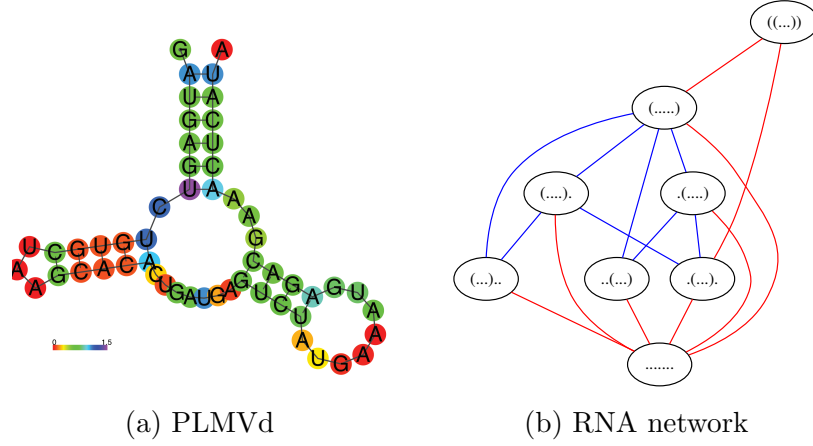 G A
A U
U A
G C
A U
G C
U A A
C A
U C G U G U G
A A G C A C A C
C U G A U G A G U C U
A G A G U A
A U G A A
0 1.5
(a) PLMVd
((...))
(.....)
(....). .(....)
(...).. ..(...) .(...).
.......
(b) RNA network